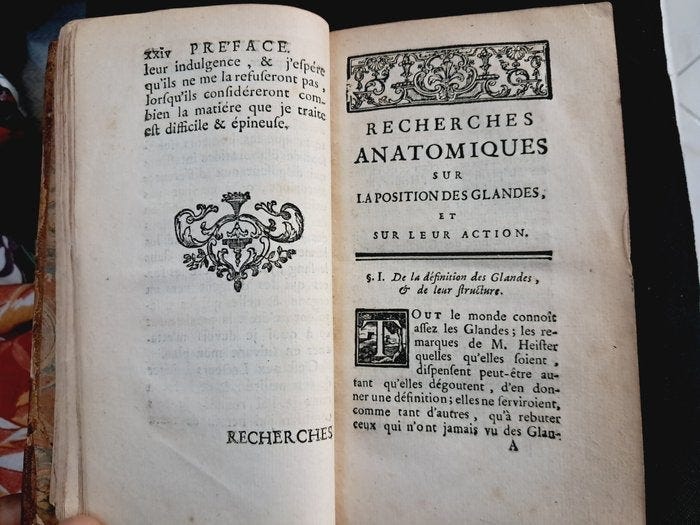 xxiv PREFACE.
leur indulgence, & j'espére
qu'ils ne me la refuseront pas,
lorsqu'ils considéreront com-
bien la matiére que je traite
est difficile & épineuse.
RECHERCHES
RECHERCHES
ANATOMIQUES
SUR
LA POSITION DES GLANDES,
ET
SUR LEUR ACTION.
§. I. De la définition des Glandes,
& de leur structure.
TOUT le monde connoît
assez les Glandes; les re-
marques de M. Heister
quelles qu'elles soient,
dispensent peut-être au-
tant qu'elles dégoutent, d'en don-
ner une définition; elles ne serviroient,
comme tant d'autres, qu'à rebuter
ceux qui n'ont jamais vu des Glan-
A